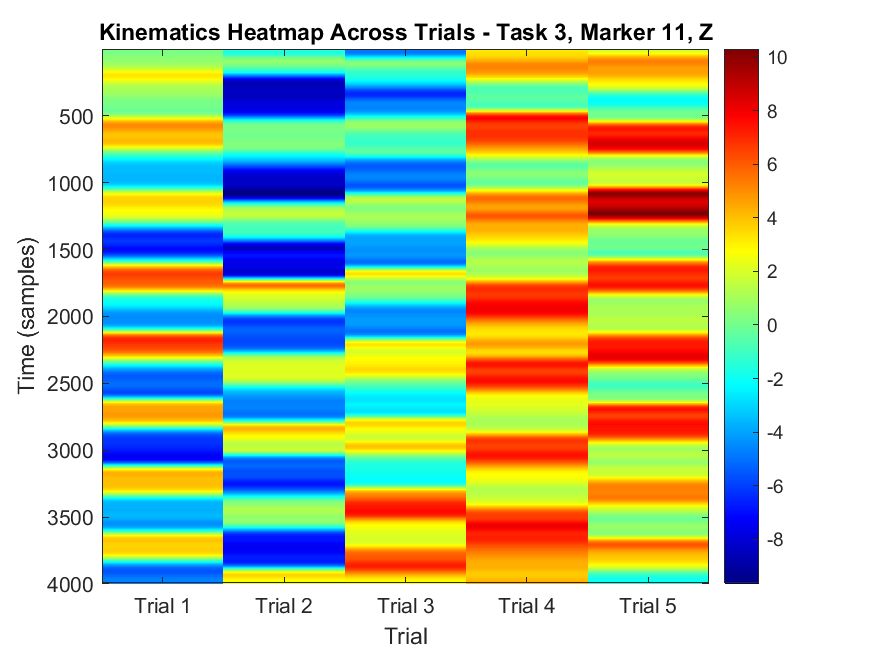 Kinematics Heatmap Across Trials - Task 3, Marker 11, Z
500
1000
1500
2000
2500
3000
3500
4000
Time (samples)
Trial 1
Trial 2
Trial 3
Trial 4
Trial 5
Trial
10
8
6
4
2
0
-2
-4
-6
-8